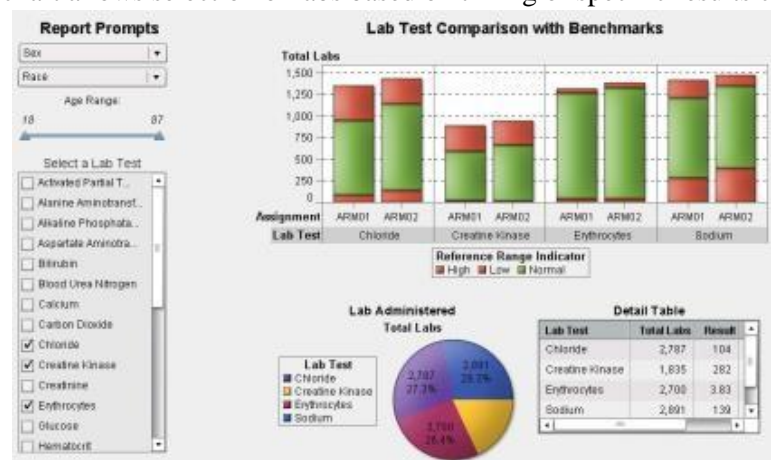 Report Prompts
Sex
Race
Age Range:
18 87
Select a Lab Test
Activated Partial T...
Alanine Aminotransf...
Alkaline Phosphata...
Aspartate Aminotra...
Bilirubin
Blood Urea Nitrogen
Calcium
Carbon Dioxide
Chloride
Creatine Kinase
Creatinine
Erythrocytes
Glucose
Hematocrit
Lab Test Comparison with Benchmarks
Total Labs
1,500
1,250
1,000
750
500
250
0
Assignment ARM01 ARM02 ARM01 ARM02 ARM01 ARM02 ARM01 ARM02
Lab Test Chloride Creatine Kinase Erythrocytes Sodium
Reference Range Indicator
High Low Normal
Lab Administered
Total Labs
Lab Test
Chloride
Creatine Kinase
Erythrocytes
Sodium
2,787
27.3%
2,891
28.3%
2,700
26.4%
Detail Table
Lab Test Total Labs Result
Chloride 2,787 104
Creatine Kinase 1,835 282
Erythrocytes 2,700 3.83
Sodium 2,891 139